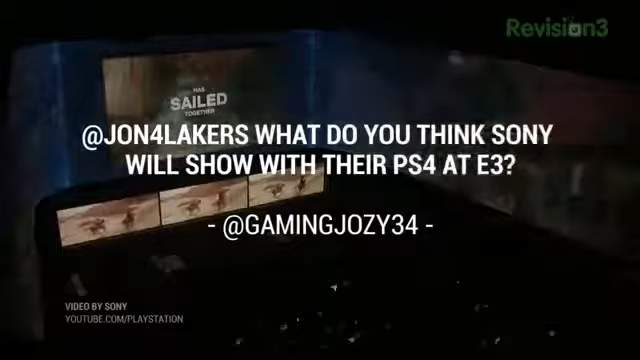 Revision3
HAS
SAILED
TOGETHER
@JON4LAKERS WHAT DO YOU THINK SONY
WILL SHOW WITH THEIR PS4 AT E3?
- @GAMINGJOZY34 -
VIDEO BY SONY
YOUTUBE.COM/PLAYSTATION